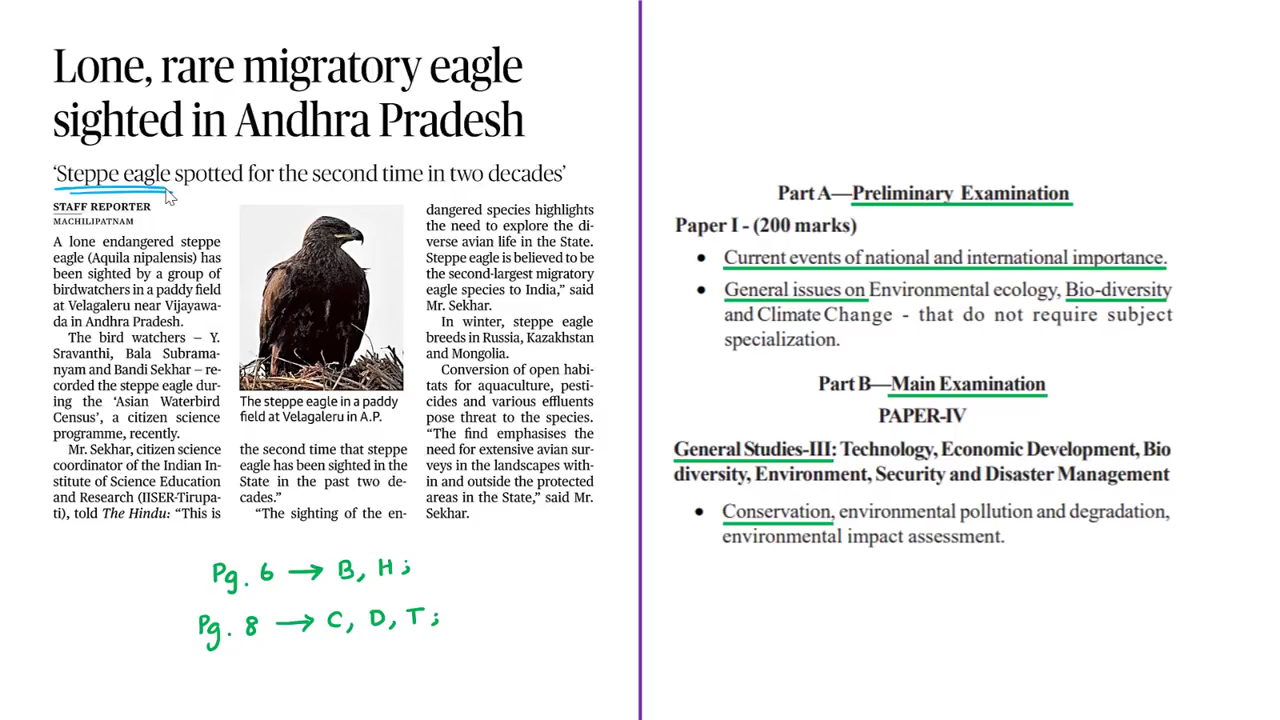 Lone, rare migratory eagle
sighted in Andhra Pradesh
‘Steppe eagle spotted for the second time in two decades’
STAFF REPORTER
MACHILIPATNAM
A lone endangered steppe
eagle (Aquila nipalensis) has
been sighted by a group of
birdwatchers in a paddy field
at Velagaleru near Vijayawa-
da in Andhra Pradesh.
The bird watchers – Y.
Sravanthi, Bala Subrama-
nyam and Bandi Sekhar – re-
corded the steppe eagle dur-
ing the ‘Asian Waterbird
Census’, a citizen science
programme, recently.
Mr. Sekhar, citizen science
coordinator of the Indian In-
stitute of Science Education
and Research (IISER-Tirupa-
ti), told The Hindu: “This is
The steppe eagle in a paddy
field at Velagaleru in A.P.
the second time that steppe
eagle has been sighted in the
State in the past two de-
cades.”
“The sighting of the en-
dangered species highlights
the need to explore the di-
verse avian life in the State.
Steppe eagle is believed to be
the second-largest migratory
eagle species to India,” said
Mr. Sekhar.
In winter, steppe eagle
breeds in Russia, Kazakhstan
and Mongolia.
Conversion of open habi-
tats for aquaculture, pesti-
cides and various effluents
pose threat to the species.
“The find emphasises the
need for extensive avian sur-
veys in the landscapes with-
in and outside the protected
areas in the State,” said Mr.
Sekhar.
Pg. 6 → B, H;
Pg. 8 → C, D, T;
Part A—Preliminary Examination
Paper I - (200 marks)
• Current events of national and international importance.
• General issues on Environmental ecology, Bio-diversity
and Climate Change - that do not require subject
specialization.
Part B—Main Examination
PAPER-IV
General Studies-III: Technology, Economic Development, Bio
diversity, Environment, Security and Disaster Management
• Conservation, environmental pollution and degradation,
environmental impact assessment.